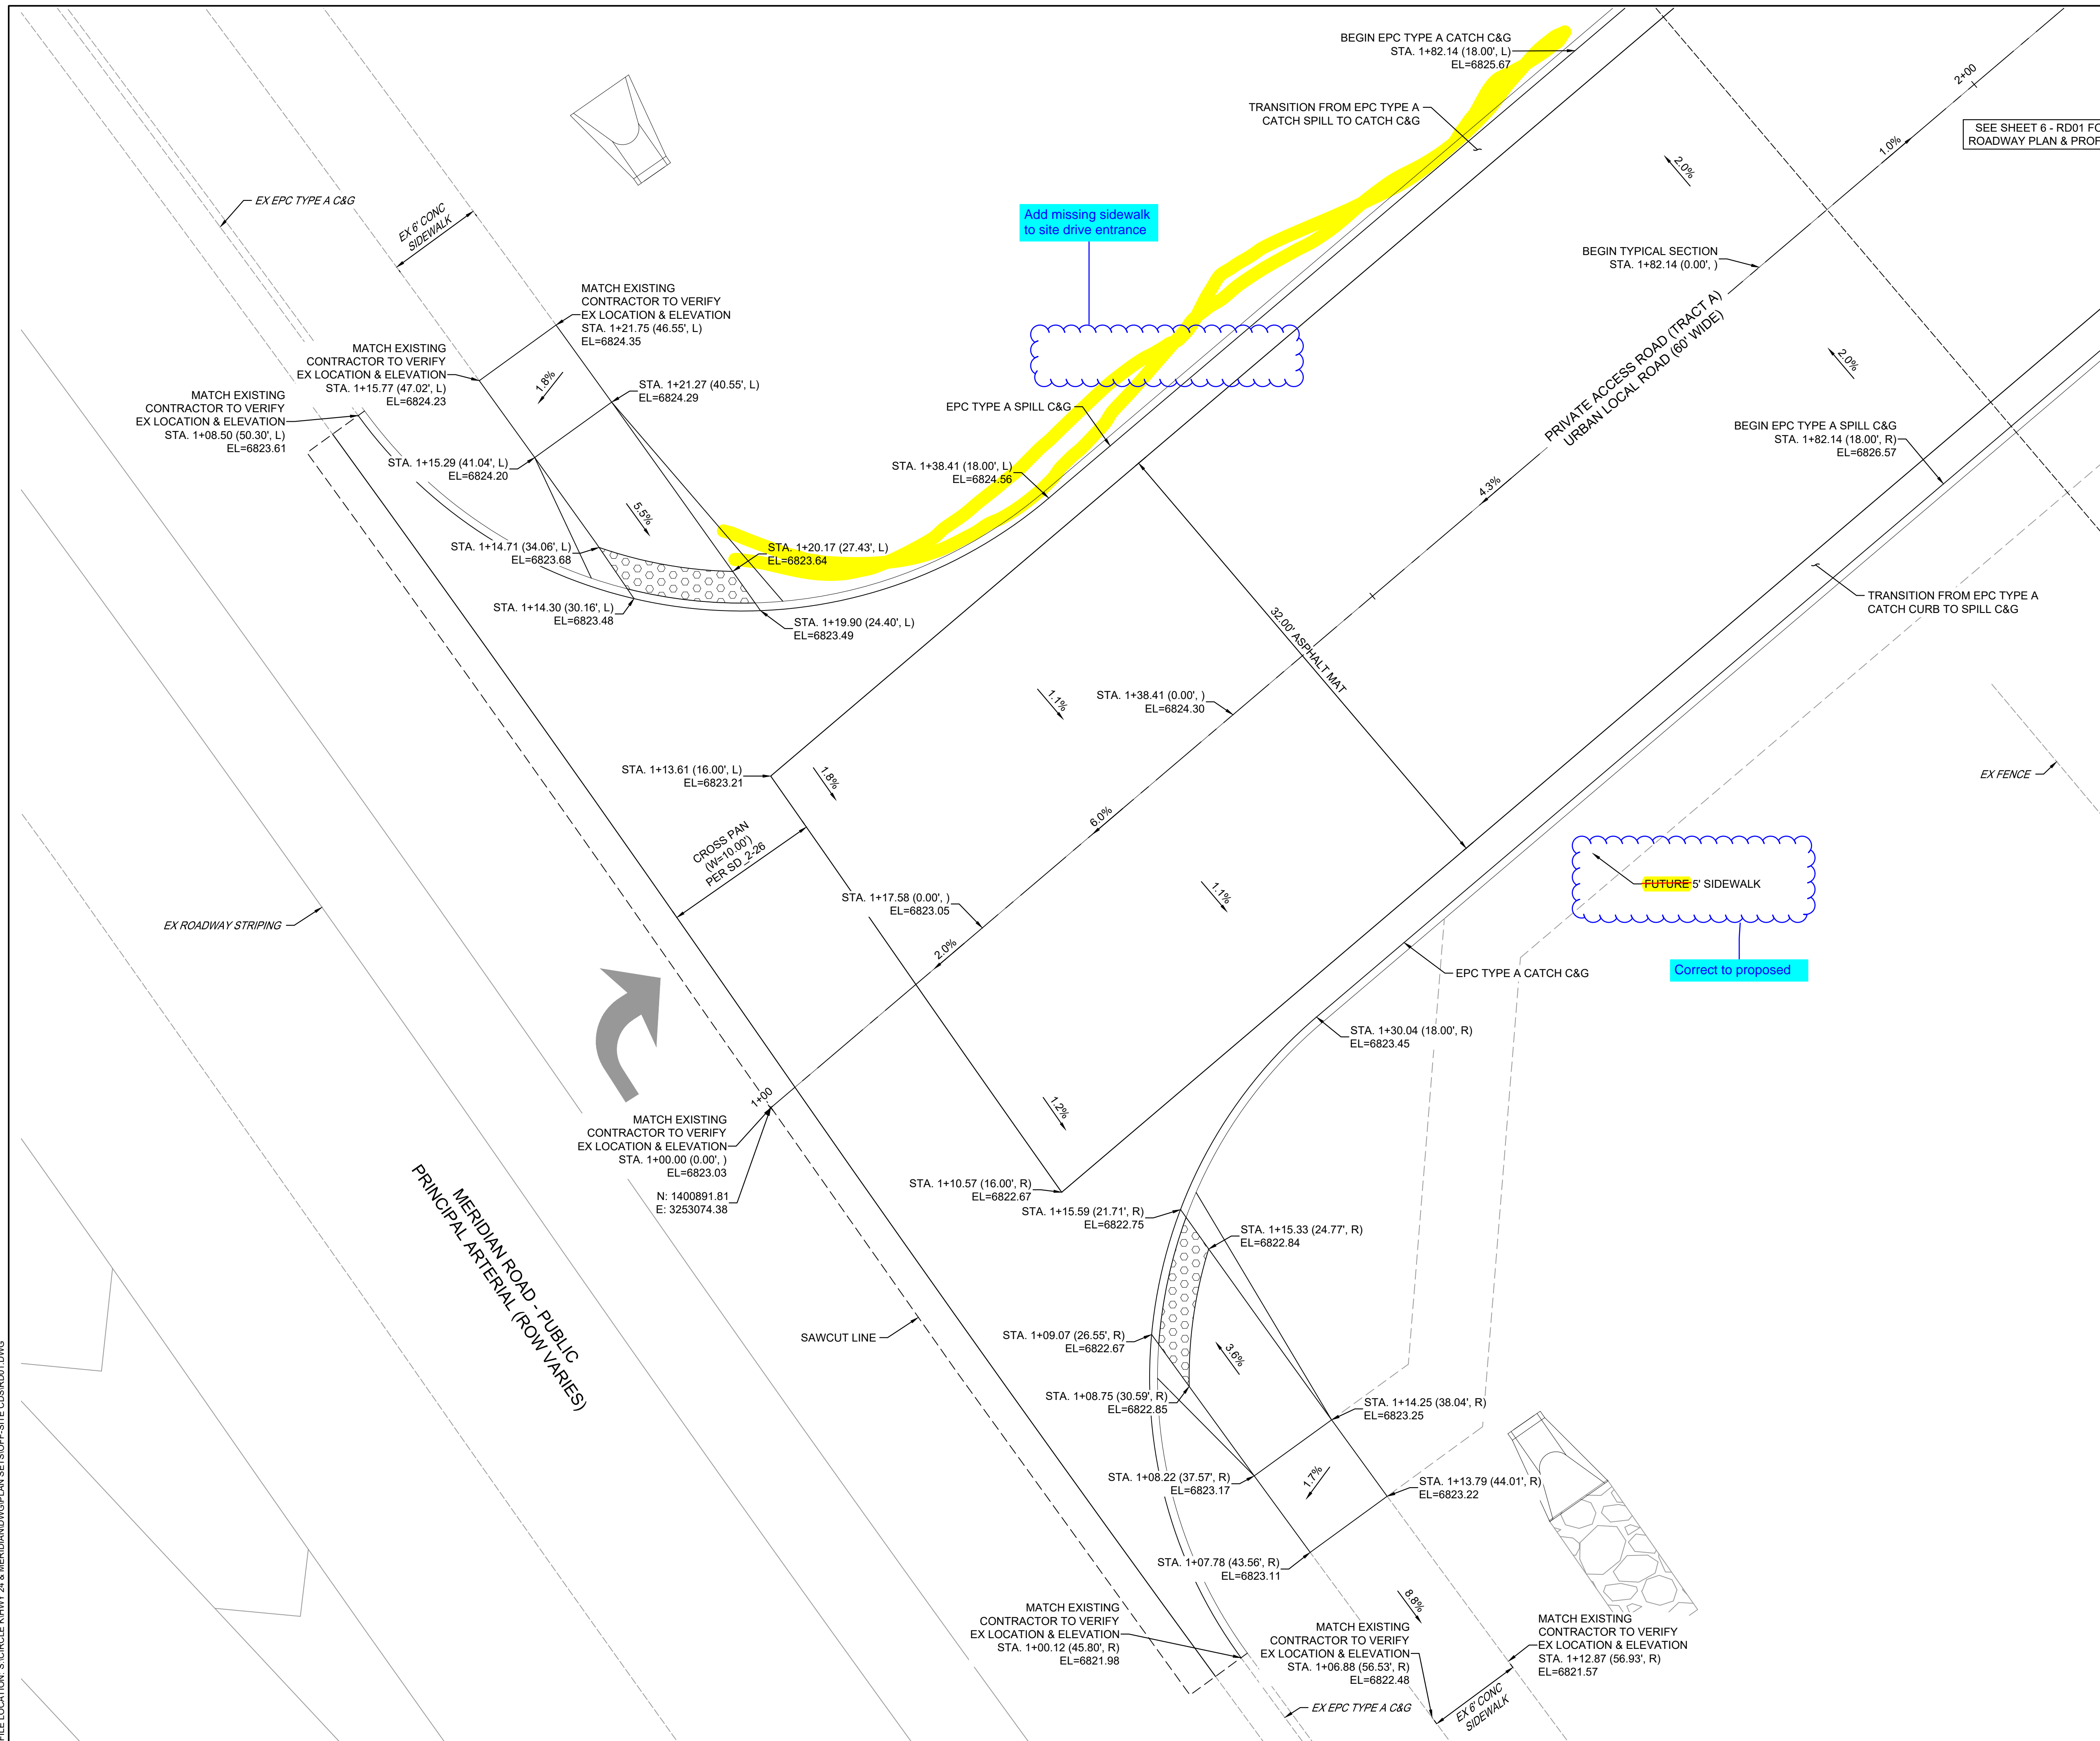 BEGIN EPC TYPE A CATCH C&G
STA. 1+82.14 (18.00', L)
EL=6825.67
TRANSITION FROM EPC TYPE A
CATCH SPILL TO CATCH C&G
2+00
SEE SHEET 6 - RD01
ROADWAY PLAN &
1.0%
2.0%
EX EPC TYPE A C&G
EX 6' CONC
SIDEWALK
Add missing sidewalk
to site drive entrance
BEGIN TYPICAL SECTION
STA. 1+82.14 (0.00', )
PRIVATE ACCESS ROAD (TRACT A)
URBAN LOCAL ROAD (60' WIDE)
2.0%
MATCH EXISTING
CONTRACTOR TO VERIFY
EX LOCATION & ELEVATION
STA. 1+21.75 (46.55', L)
EL=6824.35
MATCH EXISTING
CONTRACTOR TO VERIFY
EX LOCATION & ELEVATION
STA. 1+15.77 (47.02', L)
EL=6824.23
MATCH EXISTING
CONTRACTOR TO VERIFY
EX LOCATION & ELEVATION
STA. 1+08.50 (50.30', L)
EL=6823.61
1.8%
STA. 1+21.27 (40.55', L)
EL=6824.29
EPC TYPE A SPILL C&G
BEGIN EPC TYPE A SPILL C&G
STA. 1+82.14 (18.00', R)
EL=6826.57
STA. 1+15.29 (41.04', L)
EL=6824.20
STA. 1+38.41 (18.00', L)
EL=6824.56
4.3%
5.5%
STA. 1+14.71 (34.06', L)
EL=6823.68
STA. 1+20.17 (27.43', L)
EL=6823.64
STA. 1+14.30 (30.16', L)
EL=6823.48
STA. 1+19.90 (24.40', L)
EL=6823.49
TRANSITION FROM EPC TYPE A
CATCH CURB TO SPILL C&G
32.00' ASPHALT MAT
1.1%
STA. 1+38.41 (0.00', )
EL=6824.30
STA. 1+13.61 (16.00', L)
EL=6823.21
1.8%
EX FENCE
6.0%
CROSS PAN
(W=10.00')
PER SD_2-26
STA. 1+17.58 (0.00', )
EL=6823.05
1.1%
FUTURE 5' SIDEWALK
EX ROADWAY STRIPING
2.0%
Correct to proposed
EPC TYPE A CATCH C&G
STA. 1+30.04 (18.00', R)
EL=6823.45
1+00
1.2%
MATCH EXISTING
CONTRACTOR TO VERIFY
EX LOCATION & ELEVATION
STA. 1+00.00 (0.00', )
EL=6823.03
N: 1400891.81
E: 3253074.38
MERIDIAN ROAD - PUBLIC
PRINCIPAL ARTERIAL (ROW VARIES)
STA. 1+10.57 (16.00', R)
EL=6822.67
STA. 1+15.59 (21.71', R)
EL=6822.75
STA. 1+15.33 (24.77', R)
EL=6822.84
SAWCUT LINE
STA. 1+09.07 (26.55', R)
EL=6822.67
3.6%
STA. 1+08.75 (30.59', R)
EL=6822.85
STA. 1+14.25 (38.04', R)
EL=6823.25
STA. 1+08.22 (37.57', R)
EL=6823.17
1.7%
STA. 1+13.79 (44.01', R)
EL=6823.22
STA. 1+07.78 (43.56', R)
EL=6823.11
8.8%
MATCH EXISTING
CONTRACTOR TO VERIFY
EX LOCATION & ELEVATION
STA. 1+00.12 (45.80', R)
EL=6821.98
MATCH EXISTING
CONTRACTOR TO VERIFY
EX LOCATION & ELEVATION
STA. 1+06.88 (56.53', R)
EL=6822.48
MATCH EXISTING
CONTRACTOR TO VERIFY
EX LOCATION & ELEVATION
STA. 1+12.87 (56.93', R)
EL=6821.57
EX EPC TYPE A C&G
EX 6' CONC
SIDEWALK